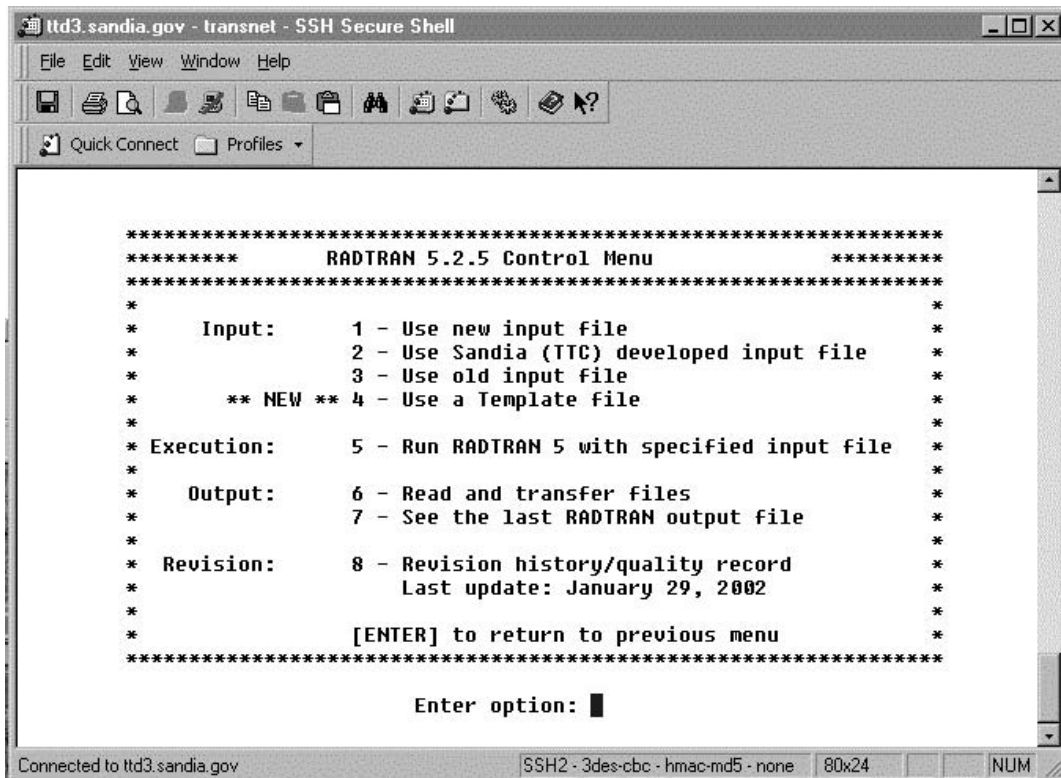 ttd3.sandia.gov - transnet - SSH Secure Shell
File Edit View Window Help
Quick Connect Profiles
*****************************************************************
********* RADTRAN 5.2.5 Control Menu *********
*****************************************************************
* *
* Input: 1 - Use new input file *
* 2 - Use Sandia (TTC) developed input file *
* 3 - Use old input file *
* ** NEW ** 4 - Use a Template file *
* *
* Execution: 5 - Run RADTRAN 5 with specified input file *
* *
* Output: 6 - Read and transfer files *
* 7 - See the last RADTRAN output file *
* *
* Revision: 8 - Revision history/quality record *
* Last update: January 29, 2002 *
* *
* [ENTER] to return to previous menu *
*****************************************************************
Enter option:
Connected to ttd3.sandia.gov SSH2 - 3des-cbc - hmac-md5 - none 80x24 NUM